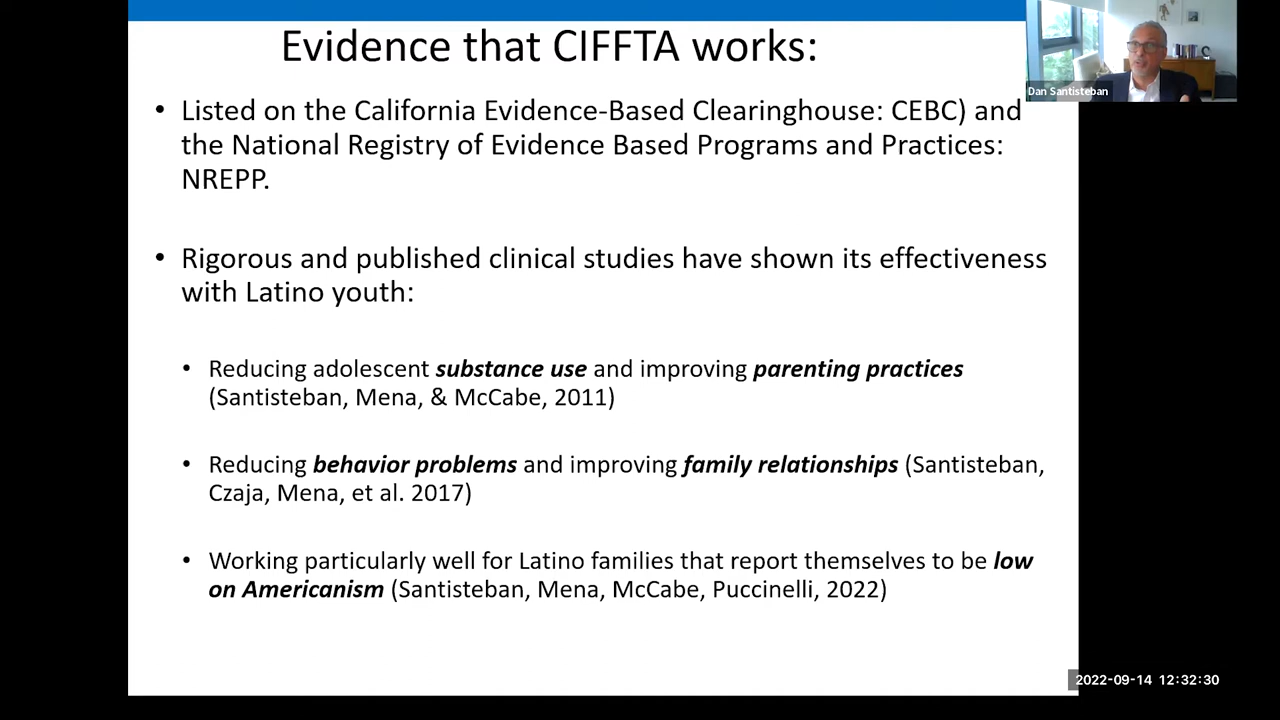 Evidence that CIFFTA works:
Dan Santisteban
• Listed on the California Evidence-Based Clearinghouse: CEBC) and
the National Registry of Evidence Based Programs and Practices:
NREPP.
• Rigorous and published clinical studies have shown its effectiveness
with Latino youth:
• Reducing adolescent substance use and improving parenting practices
(Santisteban, Mena, & McCabe, 2011)
• Reducing behavior problems and improving family relationships (Santisteban,
Czaja, Mena, et al. 2017)
• Working particularly well for Latino families that report themselves to be low
on Americanism (Santisteban, Mena, McCabe, Puccinelli, 2022)
2022-09-14 12:32:30